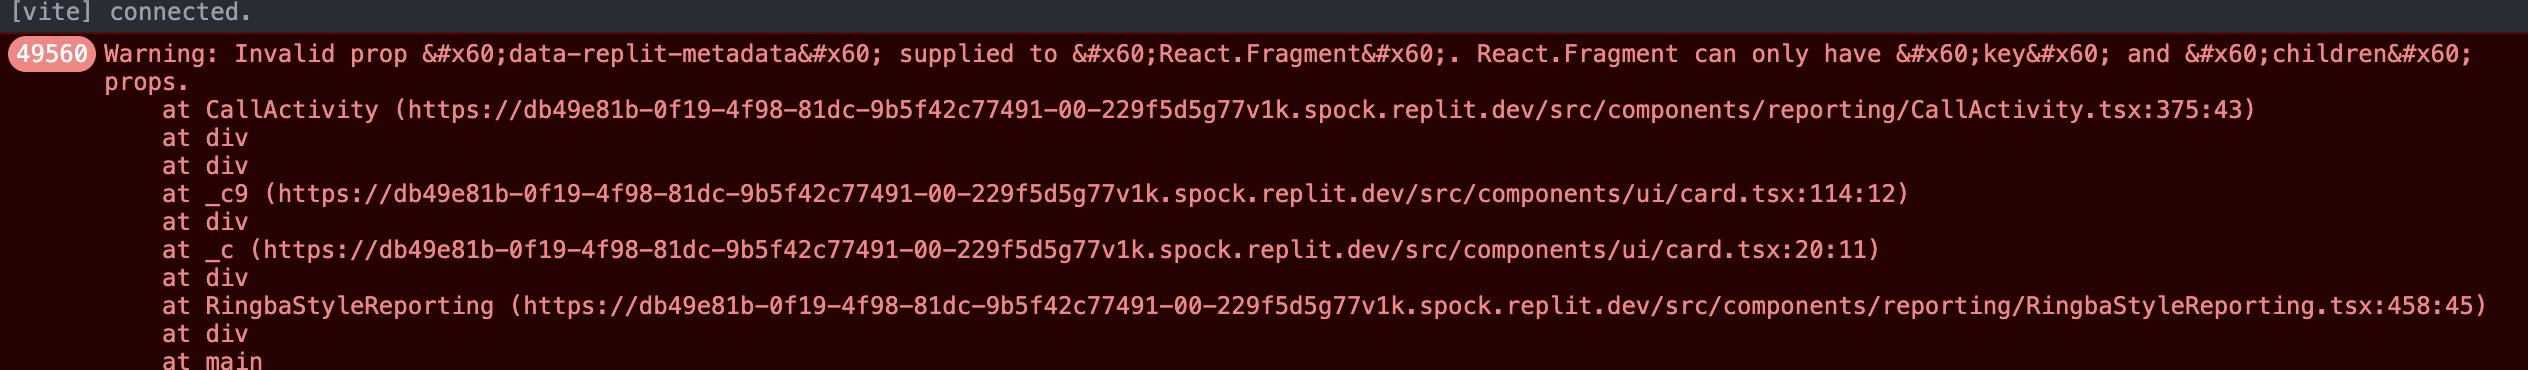 [vite] connected.
49560 Warning: Invalid prop &#x60;data-replit-metadata&#x60; supplied to &#x60;React.Fragment&#x60;. React.Fragment can only have &#x60;key&#x60; and &#x60;children&#x60;
props.
at CallActivity (https://db49e81b-0f19-4f98-81dc-9b5f42c77491-00-229f5d5g77v1k.spock.replit.dev/src/components/reporting/CallActivity.tsx:375:43)
at div
at div
at _c9 (https://db49e81b-0f19-4f98-81dc-9b5f42c77491-00-229f5d5g77v1k.spock.replit.dev/src/components/ui/card.tsx:114:12)
at div
at _c (https://db49e81b-0f19-4f98-81dc-9b5f42c77491-00-229f5d5g77v1k.spock.replit.dev/src/components/ui/card.tsx:20:11)
at div
at RingbaStyleReporting (https://db49e81b-0f19-4f98-81dc-9b5f42c77491-00-229f5d5g77v1k.spock.replit.dev/src/components/reporting/RingbaStyleReporting.tsx:458:45)
at div
at main